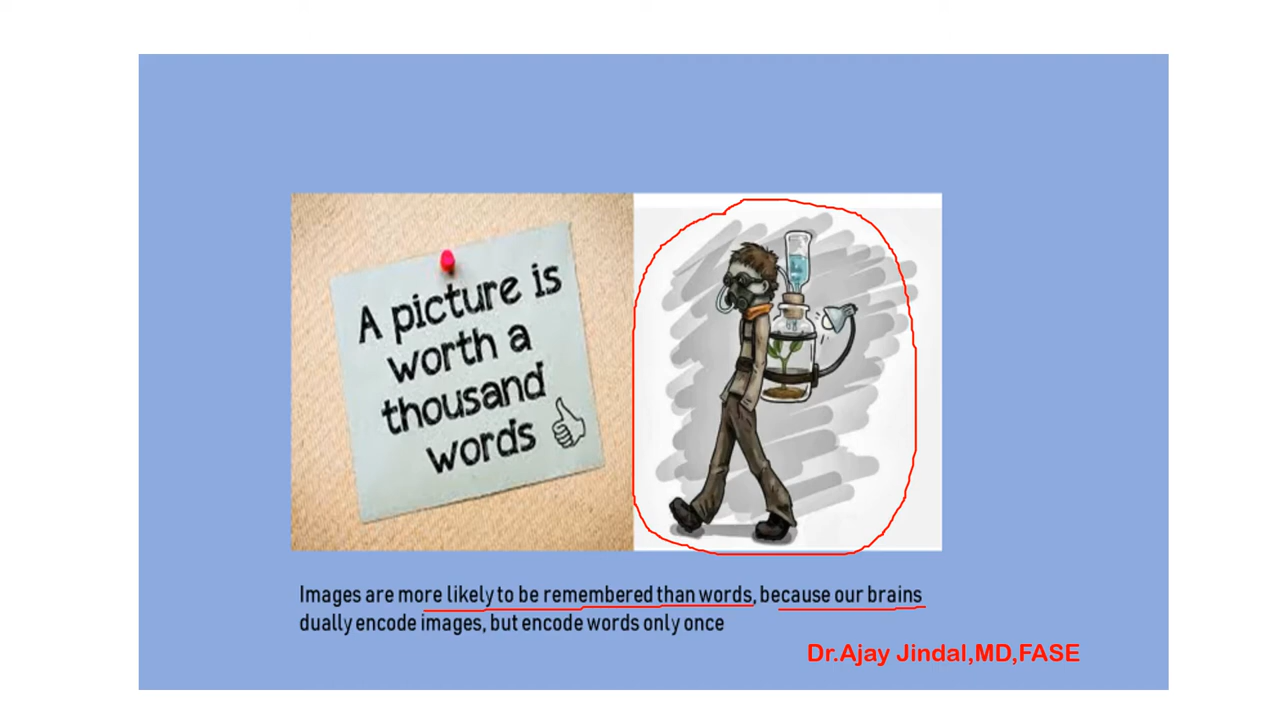 A picture is
worth a
thousand
words
Images are more likely to be remembered than words, because our brains
dually encode images, but encode words only once
Dr.Ajay Jindal,MD,FASE